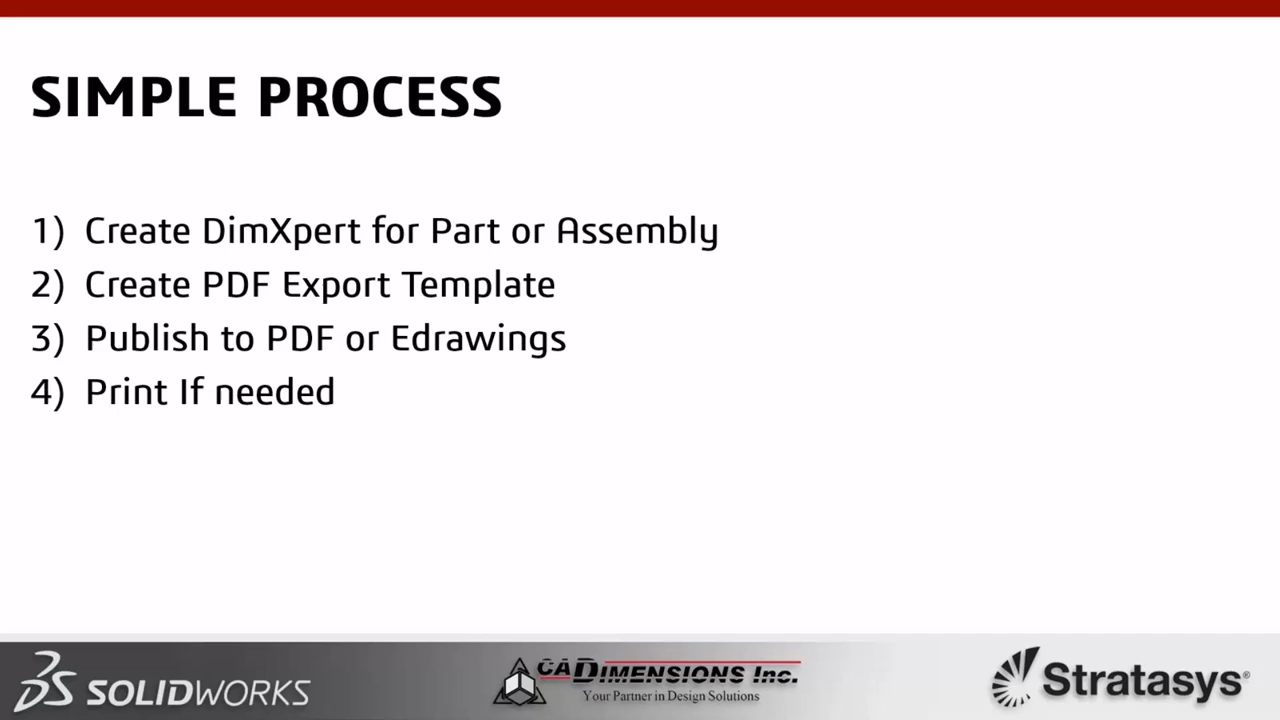 SIMPLE PROCESS
1) Create DimXpert for Part or Assembly
2) Create PDF Export Template
3) Publish to PDF or Edrawings
4) Print If needed
3S SOLIDWORKS
CADIMENSIONS Inc.
Your Partner in Design Solutions
Stratasys®